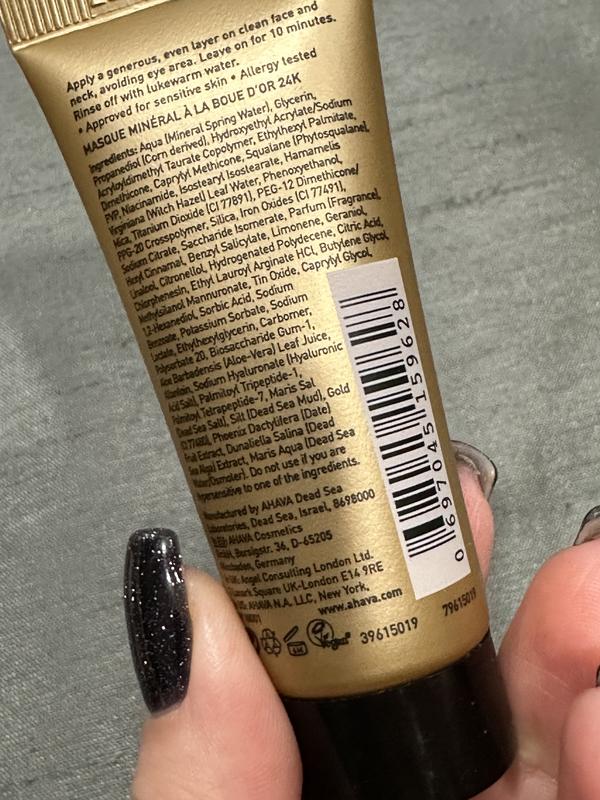 Apply a generous, even layer on clean face and
neck, avoiding eye area. Leave on for 10 minutes.
Rinse off with lukewarm water.
• Approved for sensitive skin • Allergy tested
MASQUE MINÉRAL À LA BOUE D'OR 24K
Ingredients: Aqua (Mineral Spring Water), Glycerin,
Propanediol (Corn derived), Hydroxyethyl Acrylate/Sodium
Acryloyldimethyl Taurate Copolymer, Ethylhexyl Palmitate,
Dimethicone, Caprylyl Methicone, Squalane (Phytosqualane),
PVP, Niacinamide, Isostearyl Isostearate, Hamamelis
Virginiana (Witch Hazel) Leaf Water, Phenoxyethanol,
Mica, Titanium Dioxide (CI 77891), PEG-12 Dimethicone/
PPG-20 Crosspolymer, Silica, Iron Oxides (CI 77491),
Sodium Citrate, Saccharide Isomerate, Parfum (Fragrance),
Hexyl Cinnamal, Benzyl Salicylate, Limonene, Geraniol,
Linalool, Citronellol, Hydrogenated Polydecene, Citric Acid,
Chlorphenesin, Ethyl Lauroyl Arginate HCl, Butylene Glycol,
Methylsilanol Mannuronate, Tin Oxide, Caprylyl Glycol,
1,2-Hexanediol, Sorbic Acid, Sodium
Benzoate, Potassium Sorbate, Sodium
Lactate, Ethylhexylglycerin, Carbomer,
Polysorbate 20, Biosaccharide Gum-1,
Aloe Barbadensis (Aloe-Vera) Leaf Juice,
Allantoin, Sodium Hyaluronate (Hyaluronic
Acid Salt), Palmitoyl Tripeptide-1,
Palmitoyl Tetrapeptide-7, Maris Sal
(Dead Sea Salt), Silt (Dead Sea Mud), Gold
(CI 77480), Phoenix Dactylifera (Date)
Fruit Extract, Dunaliella Salina (Dead
Sea Alga) Extract, Maris Aqua (Dead Sea
Water/Osmoter). Do not use if you are
hypersensitive to one of the ingredients.
Manufactured by AHAVA Dead Sea
Laboratories, Dead Sea, Israel, 8698000
AHAVA Cosmetics
GmbH, Bursigstr. 36, D-65205
Wiesbaden, Germany
UK: Angel Consulting London Ltd.
Square UK-London E14 9RE
US: AHAVA N.A. LLC, New York,
10001 www.ahava.com
6M 39615019 79615019
0 697045 159628